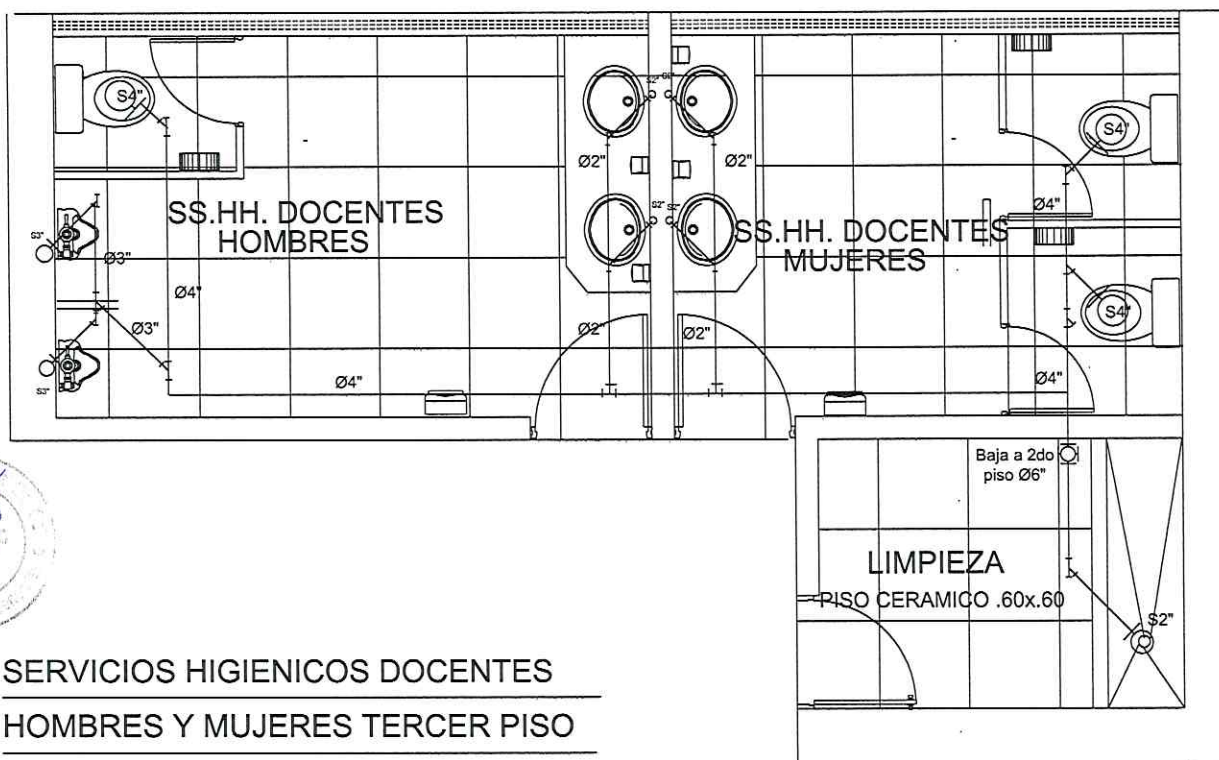 S4"
S2"
S2"
S4"
Ø2"
Ø2"
SS.HH. DOCENTES
HOMBRES
S2"
S2"
SS.HH. DOCENTES
MUJERES
Ø4"
S3"
Ø3"
Ø4"
S4"
Ø3"
Ø2"
Ø2"
S3"
Ø4"
Ø4"
Baja a 2do
piso Ø6"
LIMPIEZA
PISO CERAMICO .60x.60
S2"
SERVICIOS HIGIENICOS DOCENTES
HOMBRES Y MUJERES TERCER PISO